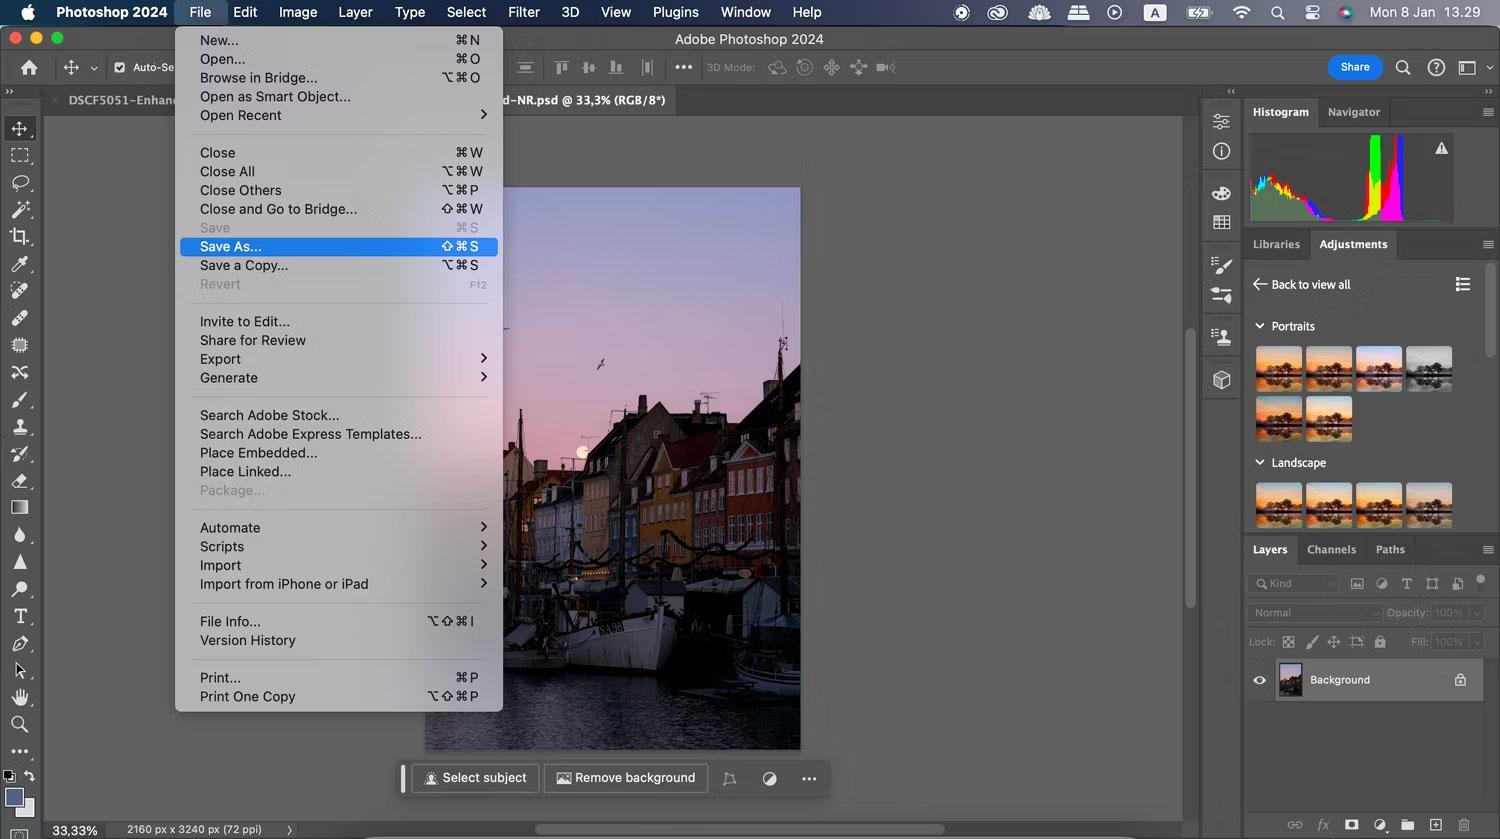 Photoshop 2024 File Edit Image Layer Type Select Filter 3D View Plugins Window Help A Mon 8 Jan 13.29
Adobe Photoshop 2024
Auto-Se
3D Mode:
Share
DSCF5051-Enhanc
d-NR.psd @ 33,3% (RGB/8*)
New... ⌘N
Open... ⌘O
Browse in Bridge... ⌥⌘O
Open as Smart Object...
Open Recent
Close ⌘W
Close All ⌥⌘W
Close Others ⌥⌘P
Close and Go to Bridge... ⇧⌘W
Save ⌘S
Save As... ⇧⌘S
Save a Copy... ⌥⌘S
Revert F12
Invite to Edit...
Share for Review
Export
Generate
Search Adobe Stock...
Search Adobe Express Templates...
Place Embedded...
Place Linked...
Package...
Automate
Scripts
Import
Import from iPhone or iPad
File Info... ⌥⇧⌘I
Version History
Print... ⌘P
Print One Copy ⌥⇧⌘P
Histogram Navigator
Libraries Adjustments
Back to view all
Portraits
Landscape
Layers Channels Paths
Kind
Normal Opacity: 100%
Lock: Fill: 100%
Background
Select subject Remove background
33,33% 2160 px x 3240 px (72 ppi)